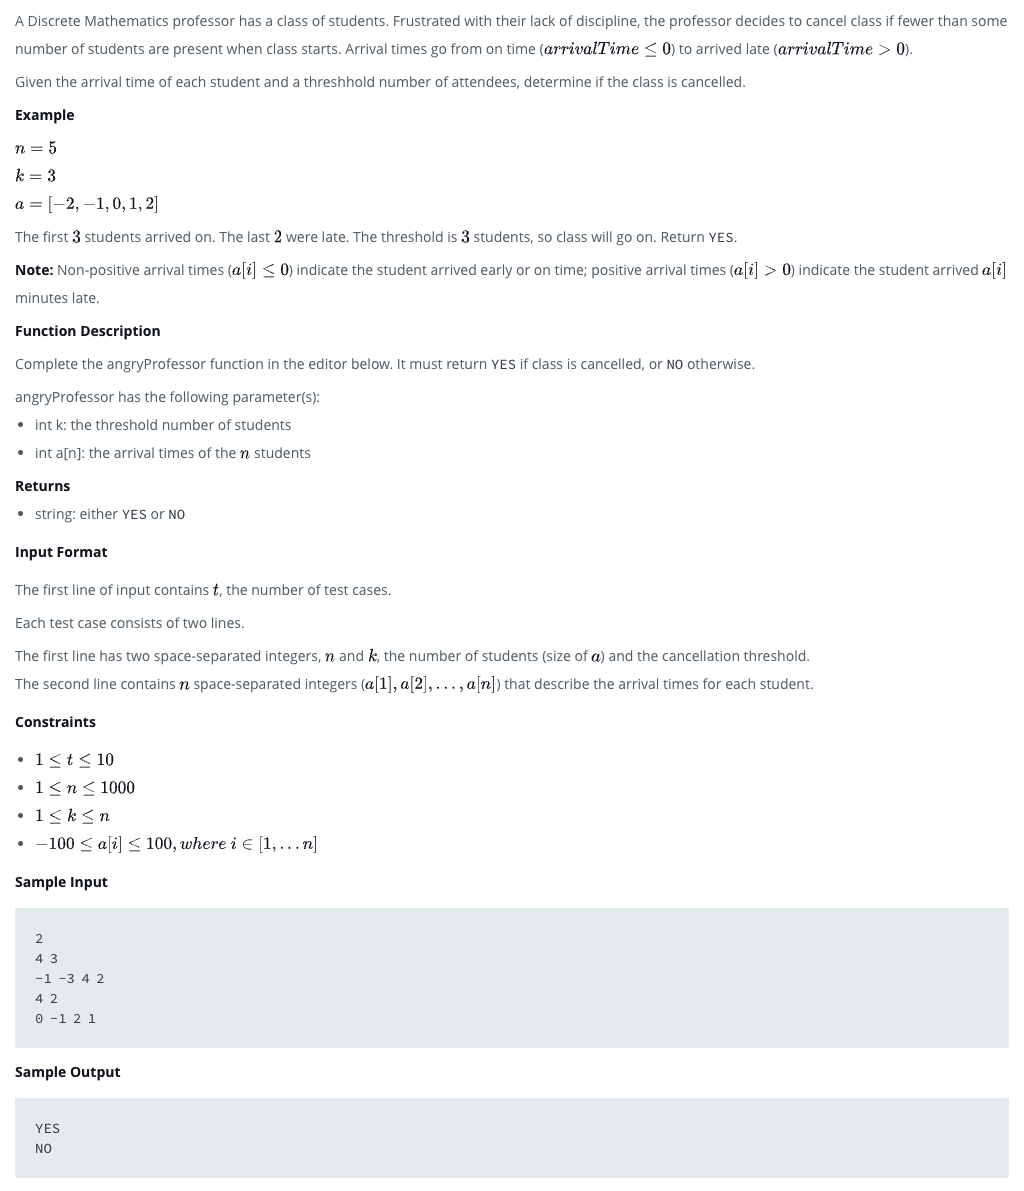 A Discrete Mathematics professor has a class of students. Frustrated with their lack of discipline, the professor decides to cancel class if fewer than some
number of students are present when class starts. Arrival times go from on time (arrivalTime ≤ 0) to arrived late (arrivalTime > 0).
Given the arrival time of each student and a threshhold number of attendees, determine if the class is cancelled.
Example
n = 5
k = 3
a = [−2, −1, 0, 1, 2]
The first 3 students arrived on. The last 2 were late. The threshold is 3 students, so class will go on. Return YES.
Note: Non-positive arrival times (a[i] ≤ 0) indicate the student arrived early or on time; positive arrival times (a[i] > 0) indicate the student arrived a[i]
minutes late.
Function Description
Complete the angryProfessor function in the editor below. It must return YES if class is cancelled, or NO otherwise.
angryProfessor has the following parameter(s):
• int k: the threshold number of students
• int a[n]: the arrival times of the n students
Returns
• string: either YES or NO
Input Format
The first line of input contains t, the number of test cases.
Each test case consists of two lines.
The first line has two space-separated integers, n and k, the number of students (size of a) and the cancellation threshold.
The second line contains n space-separated integers (a[1], a[2], . . . , a[n]) that describe the arrival times for each student.
Constraints
• 1 ≤ t ≤ 10
• 1 ≤ n ≤ 1000
• 1 ≤ k ≤ n
• −100 ≤ a[i] ≤ 100, where i ∈ [1, . . . n]
Sample Input
2
4 3
-1 -3 4 2
4 2
0 -1 2 1
Sample Output
YES
NO